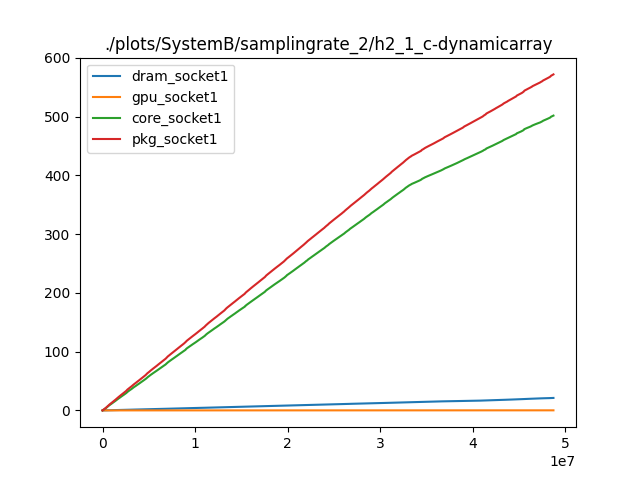 ./plots/SystemB/samplingrate_2/h2_1_c-dynamicarray
dram_socket1
gpu_socket1
core_socket1
pkg_socket1
600
500
400
300
200
100
0
0 1 2 3 4 5
1e7